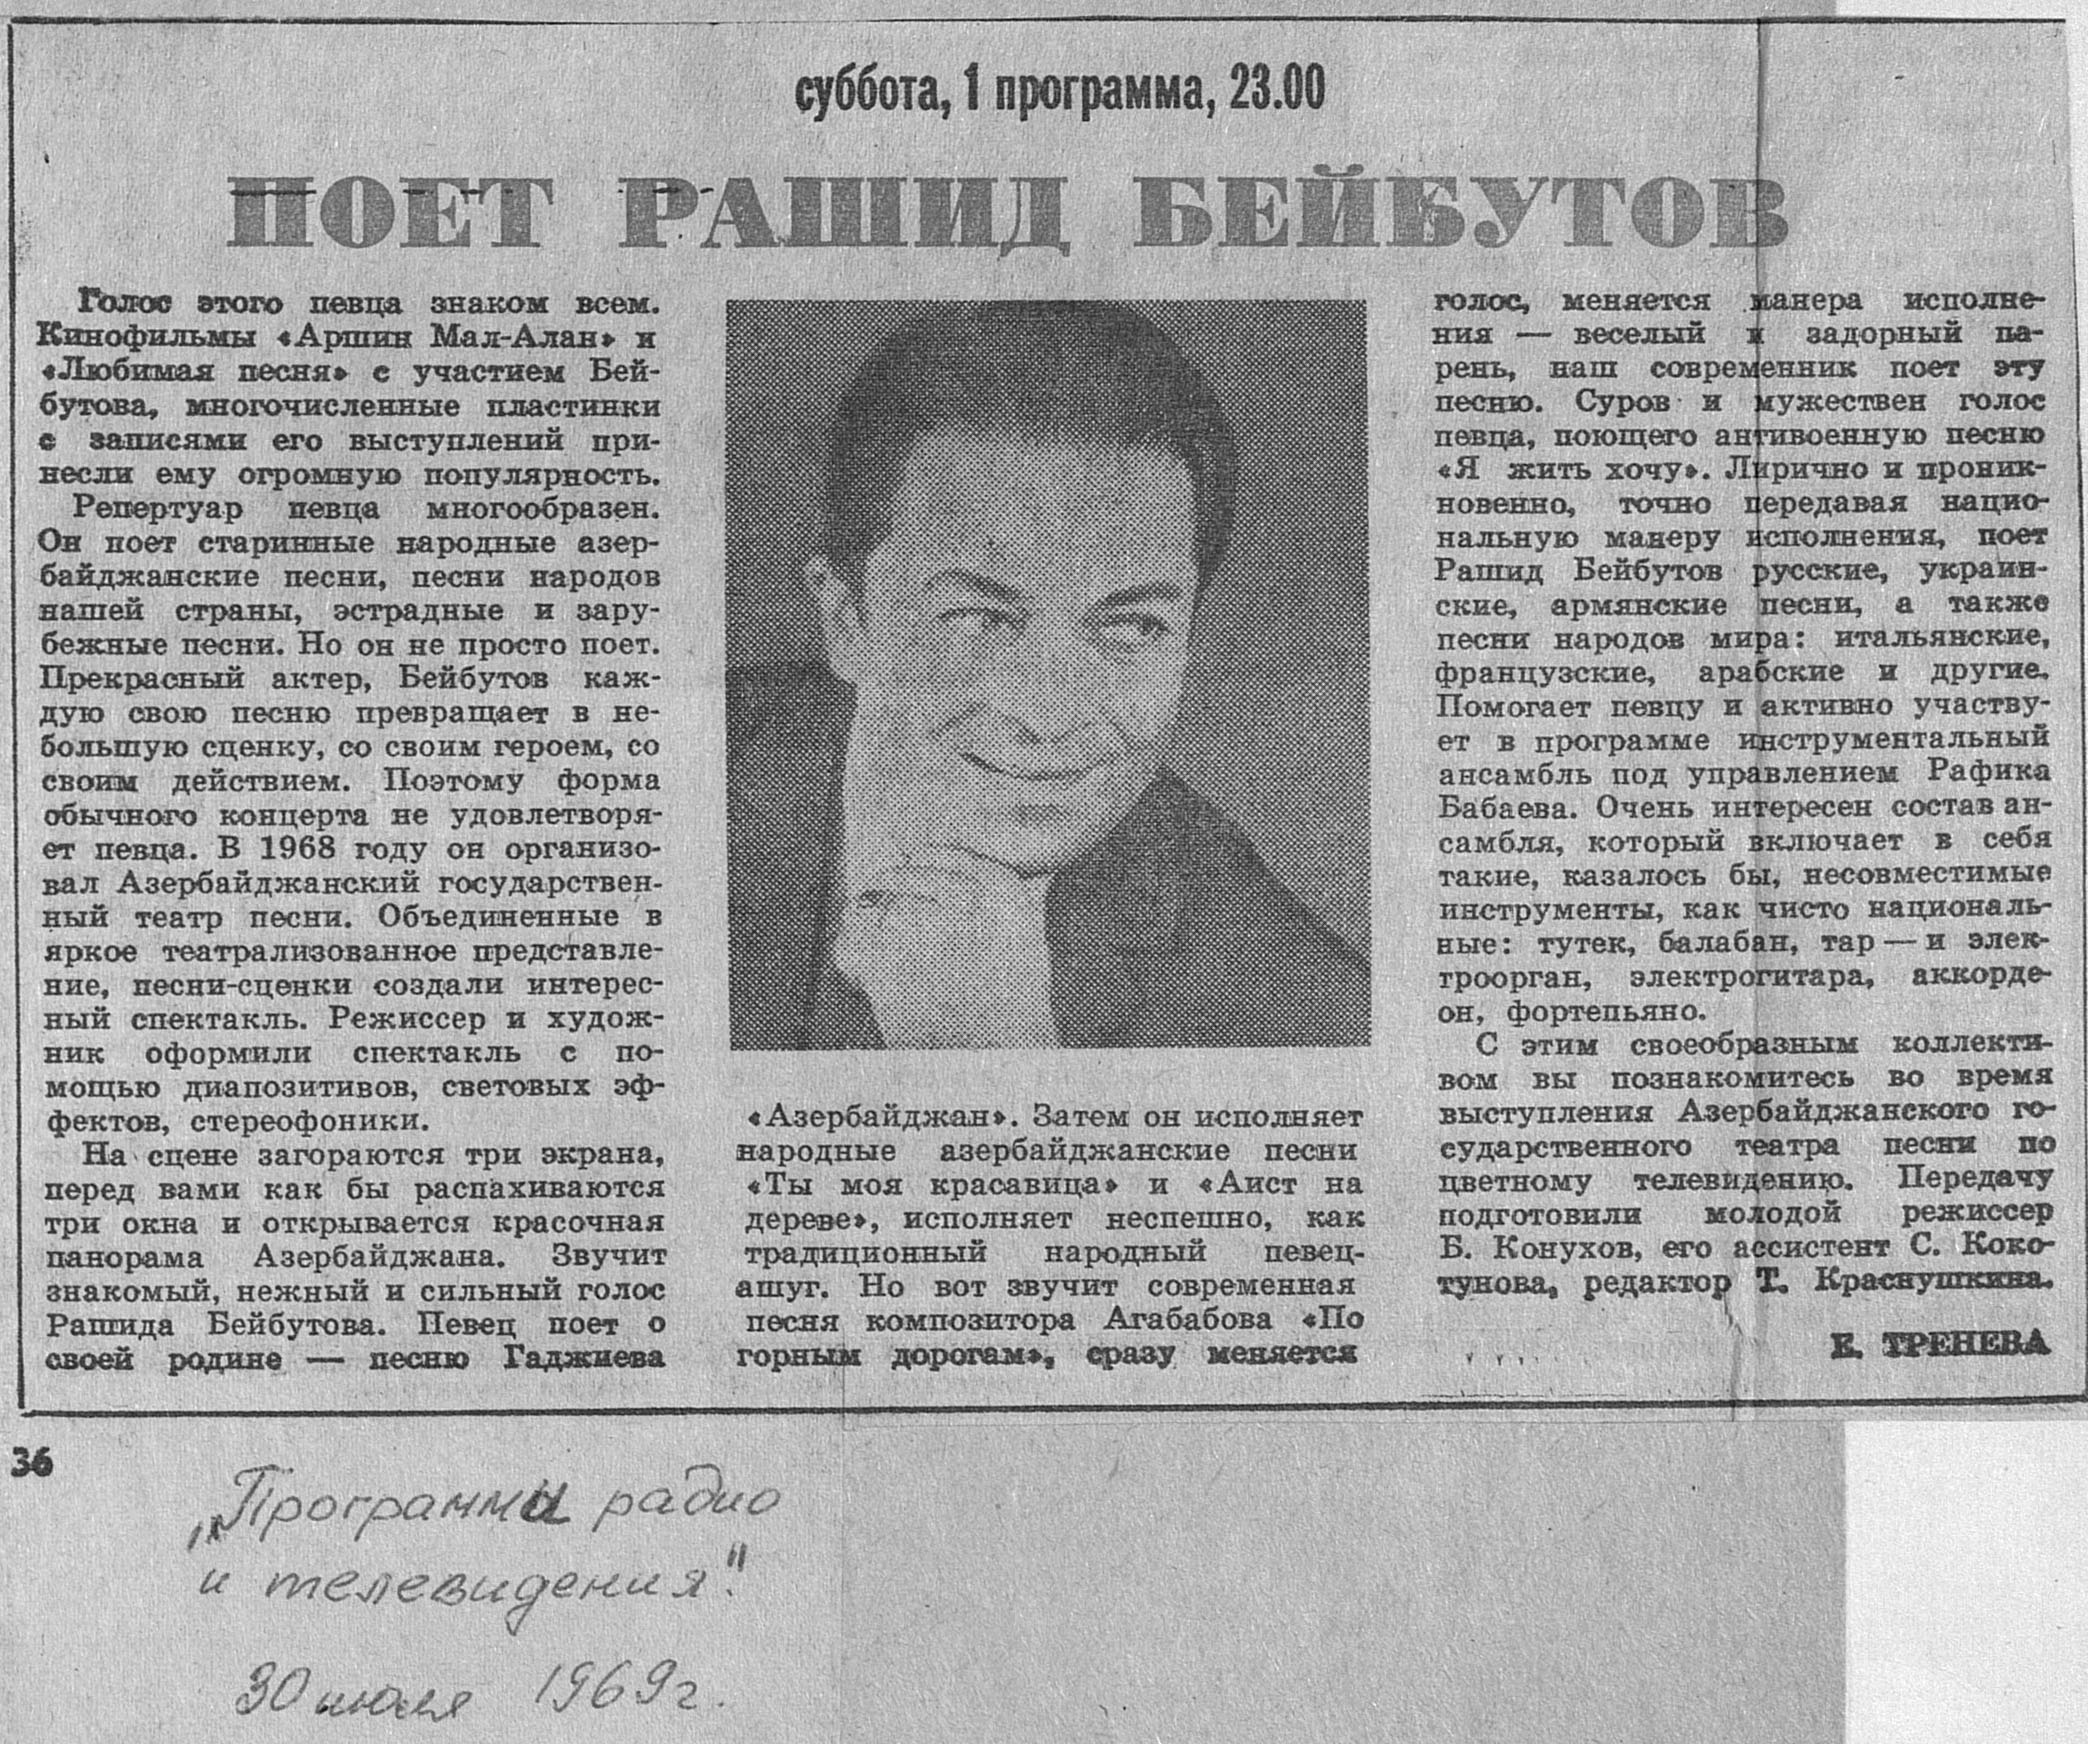 суббота, 1 программа, 23.00
ПОЕТ РАШИД БЕЙБУТОВ
Голос этого певца знаком всем.
Кинофильмы «Аршин Мал-Алан» и
«Любимая песня» с участием Бей-
бутова, многочисленные пластинки
с записями его выступлений при-
несли ему огромную популярность.
Репертуар певца многообразен.
Он поет старинные народные азер-
байджанские песни, песни народов
нашей страны, эстрадные и зару-
бежные песни. Но он не просто поет.
Прекрасный актер, Бейбутов каж-
дую свою песню превращает в не-
большую сценку, со своим героем, со
своим действием. Поэтому форма
обычного концерта не удовлетворя-
ет певца. В 1968 году он организо-
вал Азербайджанский государствен-
ный театр песни. Объединенные в
яркое театрализованное представле-
ние, песни-сценки создали интерес-
ный спектакль. Режиссер и худож-
ник оформили спектакль с по-
мощью диапозитивов, световых эф-
фектов, стереофоники.
На сцене загораются три экрана,
перед вами как бы распахиваются
три окна и открывается красочная
панорама Азербайджана. Звучит
знакомый, нежный и сильный голос
Рашида Бейбутова. Певец поет о
своей родине — песню Гаджиева
«Азербайджан». Затем он исполняет
народные азербайджанские песни
«Ты моя красавица» и «Аист на
дереве», исполняет неспешно, как
традиционный народный певец-
ашуг. Но вот звучит современная
песня композитора Агабабова «По
горным дорогам», сразу меняется
голос, меняется манера исполне-
ния — веселый и задорный па-
рень, наш современник поет эту
песню. Суров и мужествен голос
певца, поющего антивоенную песню
«Я жить хочу». Лирично и проник-
новенно, точно передавая нацио-
нальную манеру исполнения, поет
Рашид Бейбутов русские, украин-
ские, армянские песни, а также
песни народов мира: итальянские,
французские, арабские и другие.
Помогает певцу и активно участву-
ет в программе инструментальный
ансамбль под управлением Рафика
Бабаева. Очень интересен состав ан-
самбля, который включает в себя
такие, казалось бы, несовместимые
инструменты, как чисто националь-
ные: тутек, балабан, тар — и элек-
троорган, электрогитара, аккорде-
он, фортепьяно.
С этим своеобразным коллекти-
вом вы познакомитесь во время
выступления Азербайджанского го-
сударственного театра песни по
цветному телевидению. Передачу
подготовили молодой режиссер
Б. Конухов, его ассистент С. Коко-
тунова, редактор Т. Краснушкина.
Е. ТРЕНЕВА
36
„Программы радио
и телевидения".
30 июля 1969 г.